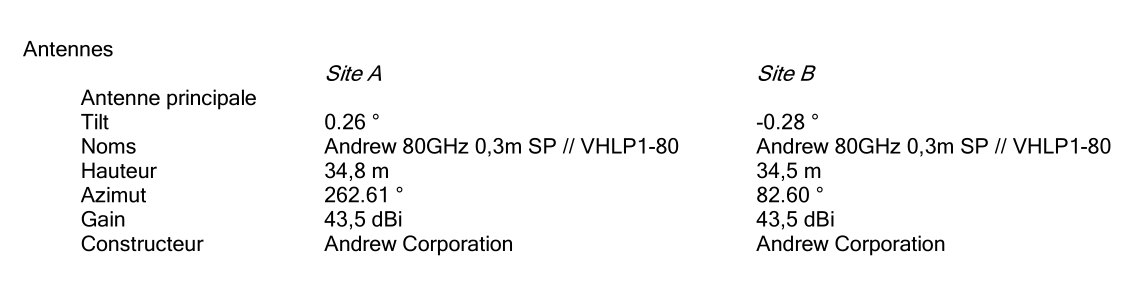 Antennes
Site A Site B
Antenne principale
Tilt 0.26 ° -0.28 °
Noms Andrew 80GHz 0,3m SP // VHLP1-80 Andrew 80GHz 0,3m SP // VHLP1-80
Hauteur 34,8 m 34,5 m
Azimut 262.61 ° 82.60 °
Gain 43,5 dBi 43,5 dBi
Constructeur Andrew Corporation Andrew Corporation